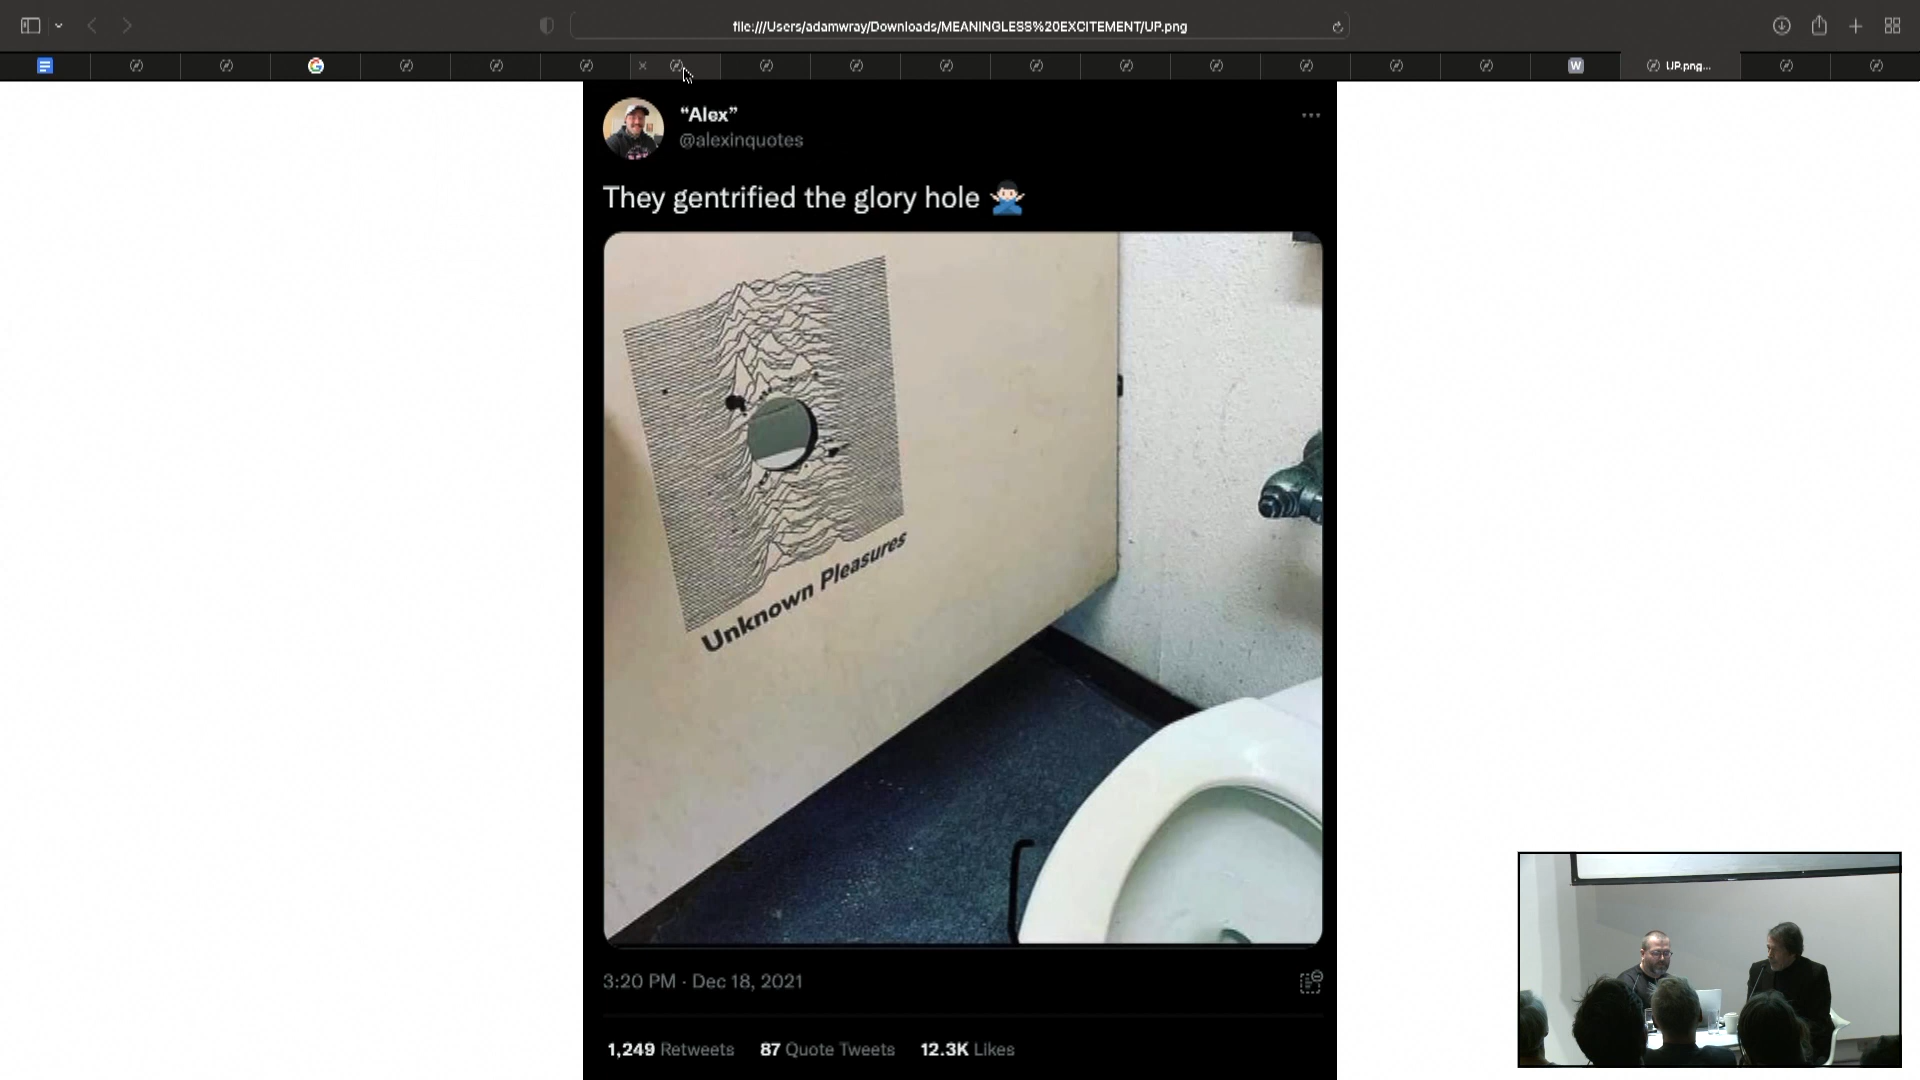 file:///Users/adamwray/Downloads/MEANINGLESS%20EXCITEMENT/UP.png
UP.png...
“Alex”
@alexinquotes
They gentrified the glory hole
Unknown Pleasures
3:20 PM · Dec 18, 2021
1,249 Retweets 87 Quote Tweets 12.3K Likes